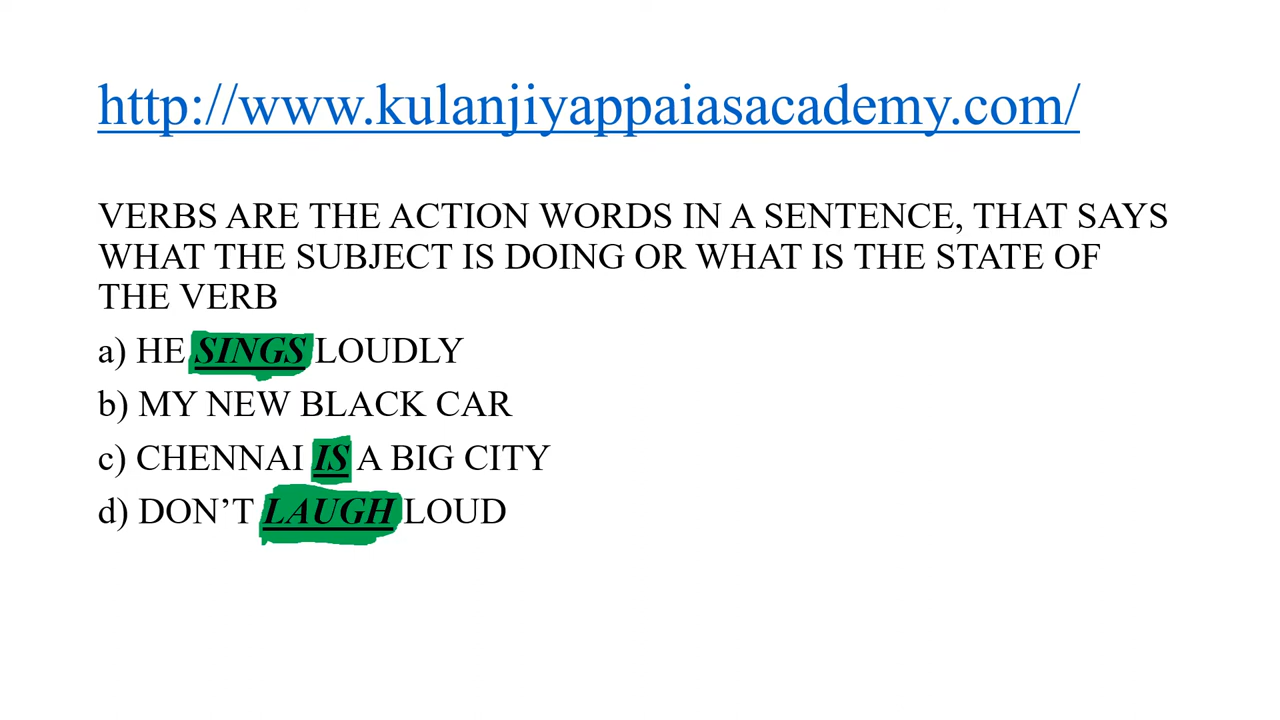 http://www.kulanjiyappaiasacademy.com/
VERBS ARE THE ACTION WORDS IN A SENTENCE, THAT SAYS
WHAT THE SUBJECT IS DOING OR WHAT IS THE STATE OF
THE VERB
a) HE SINGS LOUDLY
b) MY NEW BLACK CAR
c) CHENNAI IS A BIG CITY
d) DON’T LAUGH LOUD